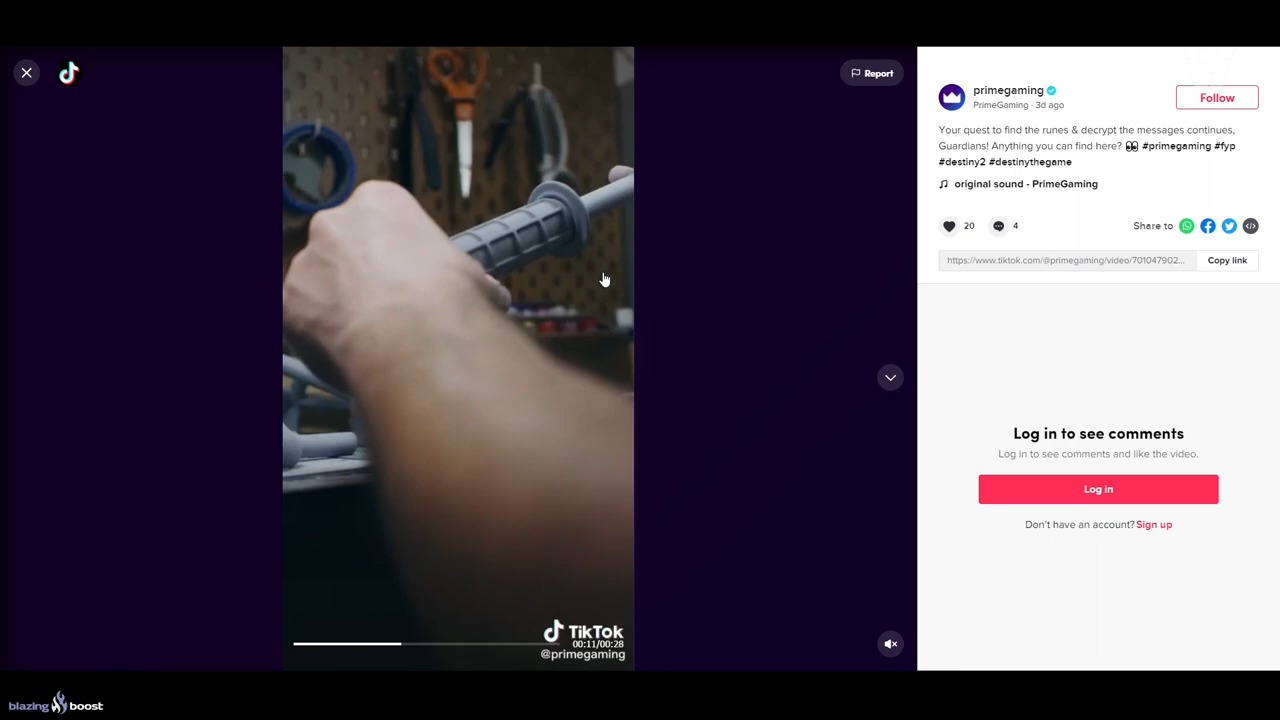 Report
primegaming
PrimeGaming · 3d ago
Follow
Your quest to find the runes & decrypt the messages continues,
Guardians! Anything you can find here? 👀 #primegaming #fyp
#destiny2 #destinythegame
original sound - PrimeGaming
20
4
Share to
https://www.tiktok.com/@primegaming/video/701047902...
Copy link
Log in to see comments
Log in to see comments and like the video.
Log in
Don't have an account? Sign up
TikTok
00:11/00:28
@primegaming
blazing boost